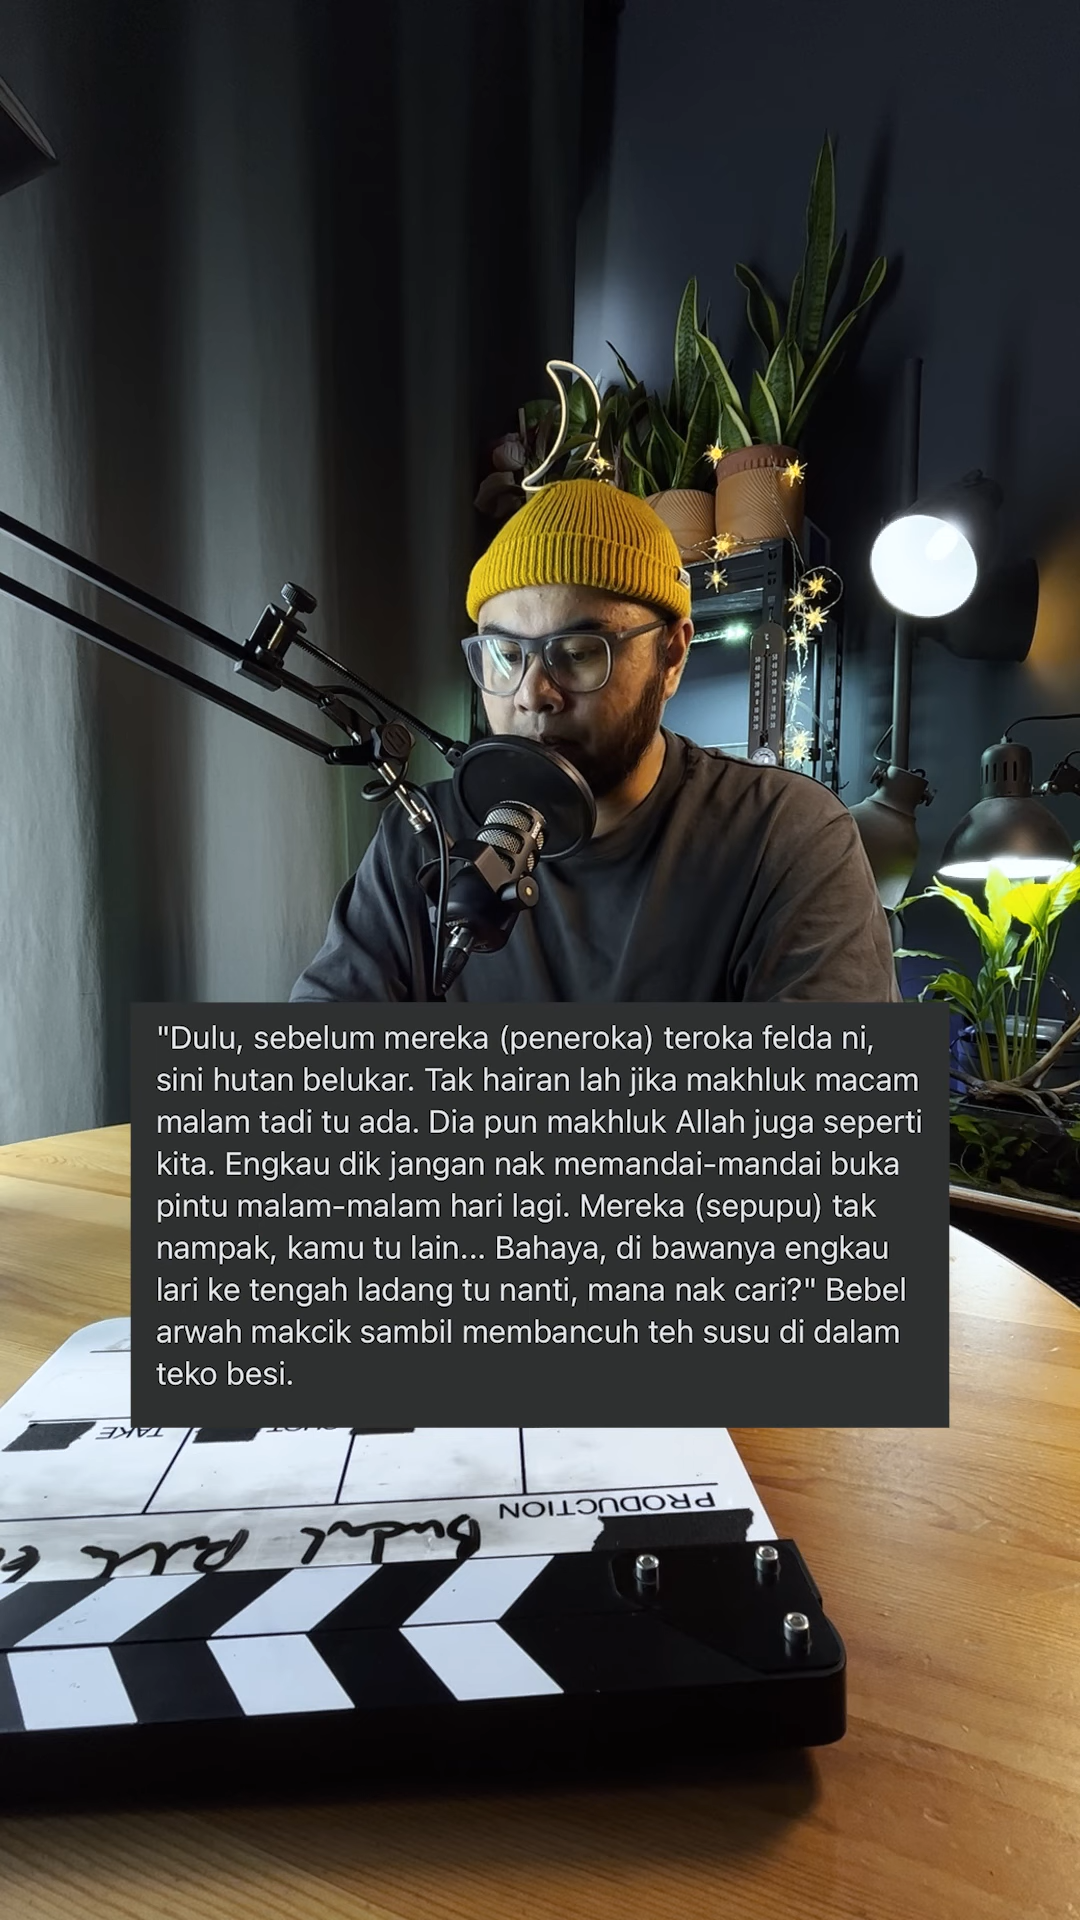 "Dulu, sebelum mereka (peneroka) teroka felda ni,
sini hutan belukar. Tak hairan lah jika makhluk macam
malam tadi tu ada. Dia pun makhluk Allah juga seperti
kita. Engkau dik jangan nak memandai-mandai buka
pintu malam-malam hari lagi. Mereka (sepupu) tak
nampak, kamu tu lain... Bahaya, di bawanya engkau
lari ke tengah ladang tu nanti, mana nak cari?" Bebel
arwah makcik sambil membancuh teh susu di dalam
teko besi.
TAKE
PRODUCTION